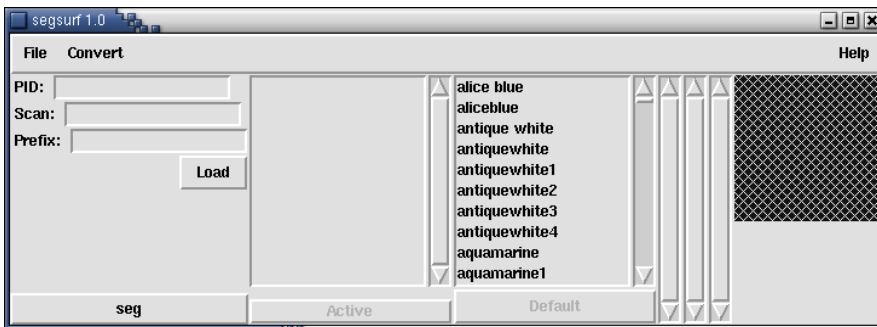 segsurf 1.0
File Convert Help
PID:
Scan:
Prefix:
Load
seg
Active
alice blue
aliceblue
antique white
antiquewhite
antiquewhite1
antiquewhite2
antiquewhite3
antiquewhite4
aquamarine
aquamarine1
Default